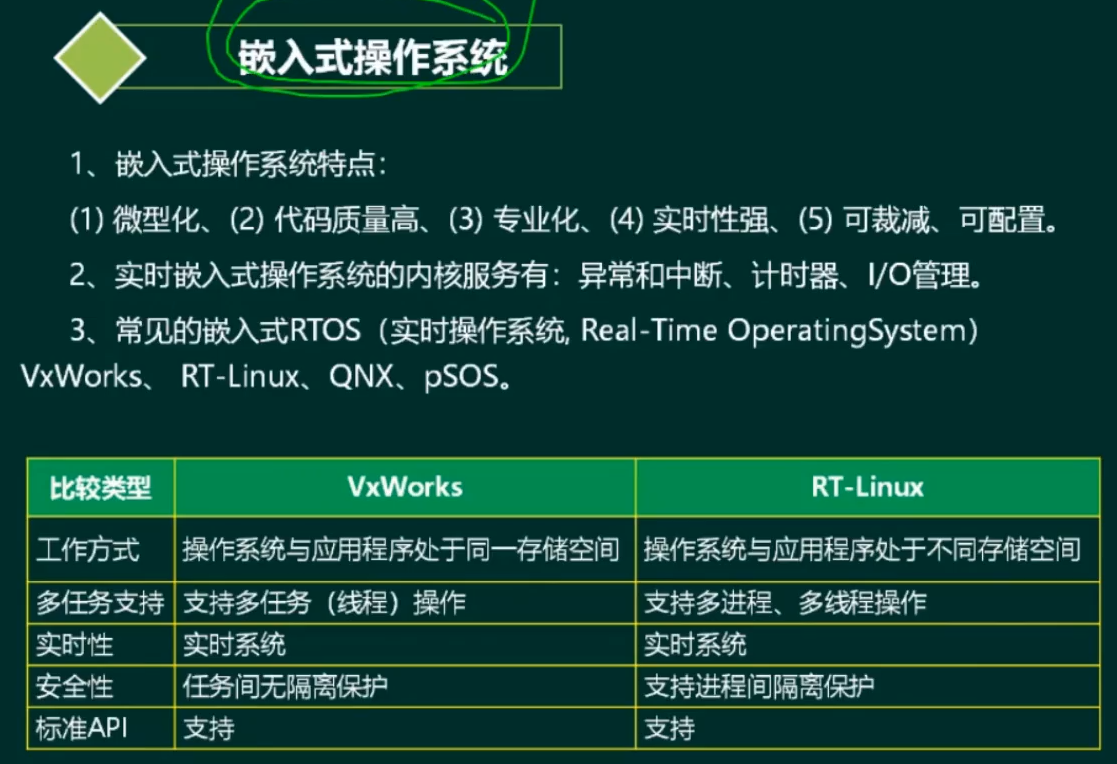 嵌入式操作系统
1、嵌入式操作系统特点：
(1) 微型化、(2) 代码质量高、(3) 专业化、(4) 实时性强、(5) 可裁减、可配置。
2、实时嵌入式操作系统的内核服务有：异常和中断、计时器、I/O管理。
3、常见的嵌入式RTOS（实时操作系统, Real-Time OperatingSystem）
VxWorks、 RT-Linux、QNX、pSOS。
比较类型 VxWorks RT-Linux
工作方式 操作系统与应用程序处于同一存储空间 操作系统与应用程序处于不同存储空间
多任务支持 支持多任务（线程）操作 支持多进程、多线程操作
实时性 实时系统 实时系统
安全性 任务间无隔离保护 支持进程间隔离保护
标准API 支持 支持